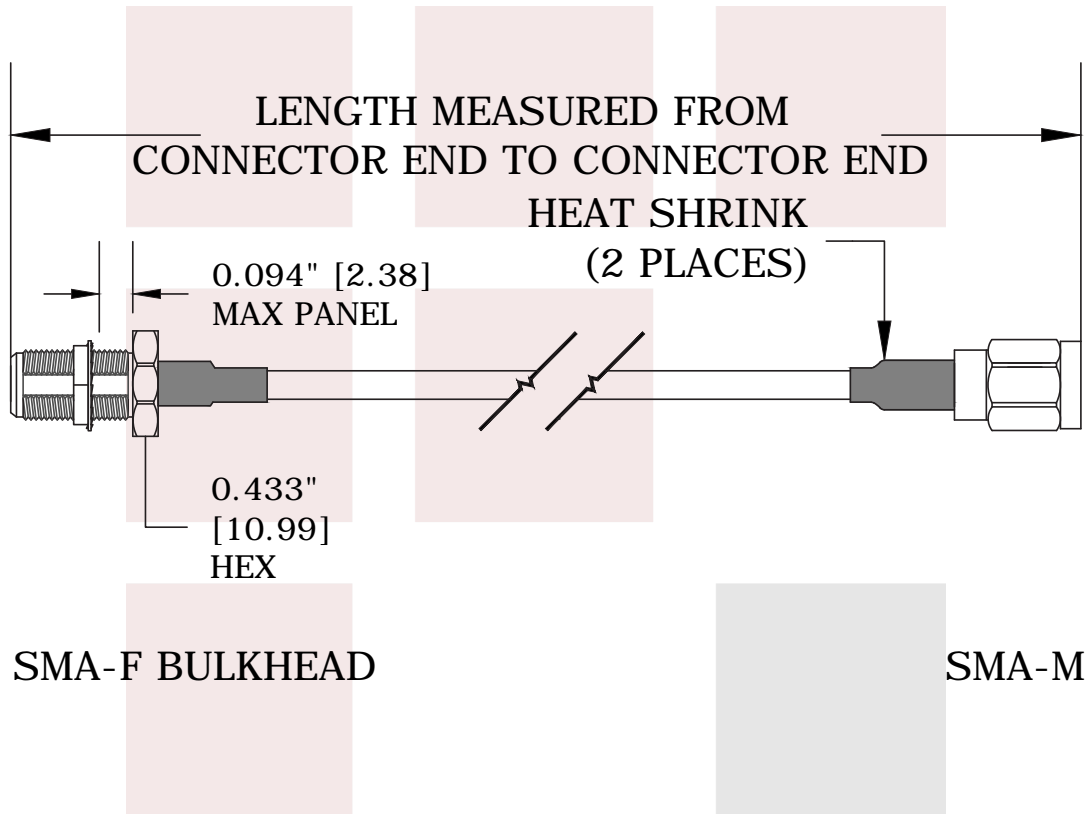 LENGTH MEASURED FROM
CONNECTOR END TO CONNECTOR END
HEAT SHRINK
(2 PLACES)
0.094" [2.38]
MAX PANEL
0.433"
[10.99]
HEX
SMA-F BULKHEAD
SMA-M